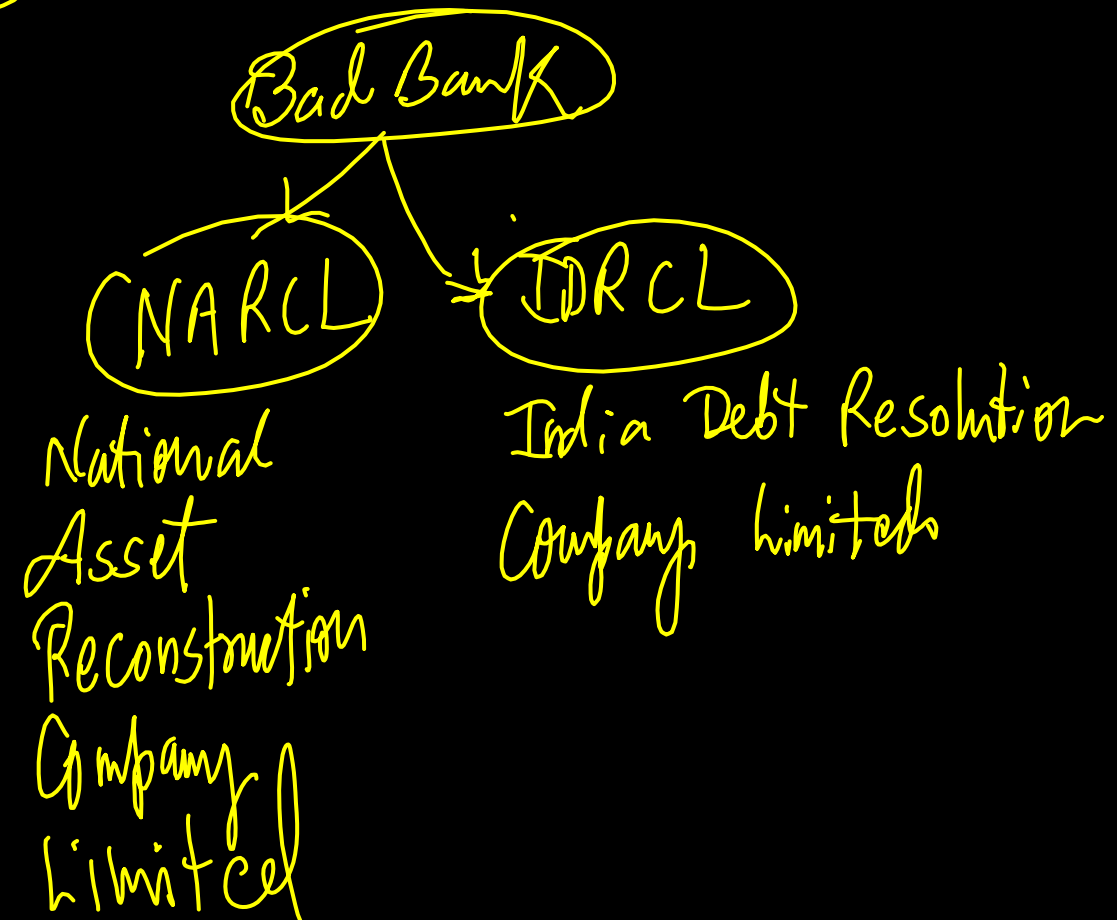 Bad Bank
NARCL
IDRCL
National
Asset
Reconstruction
Company
Limited
India Debt Resolution
Company Limited